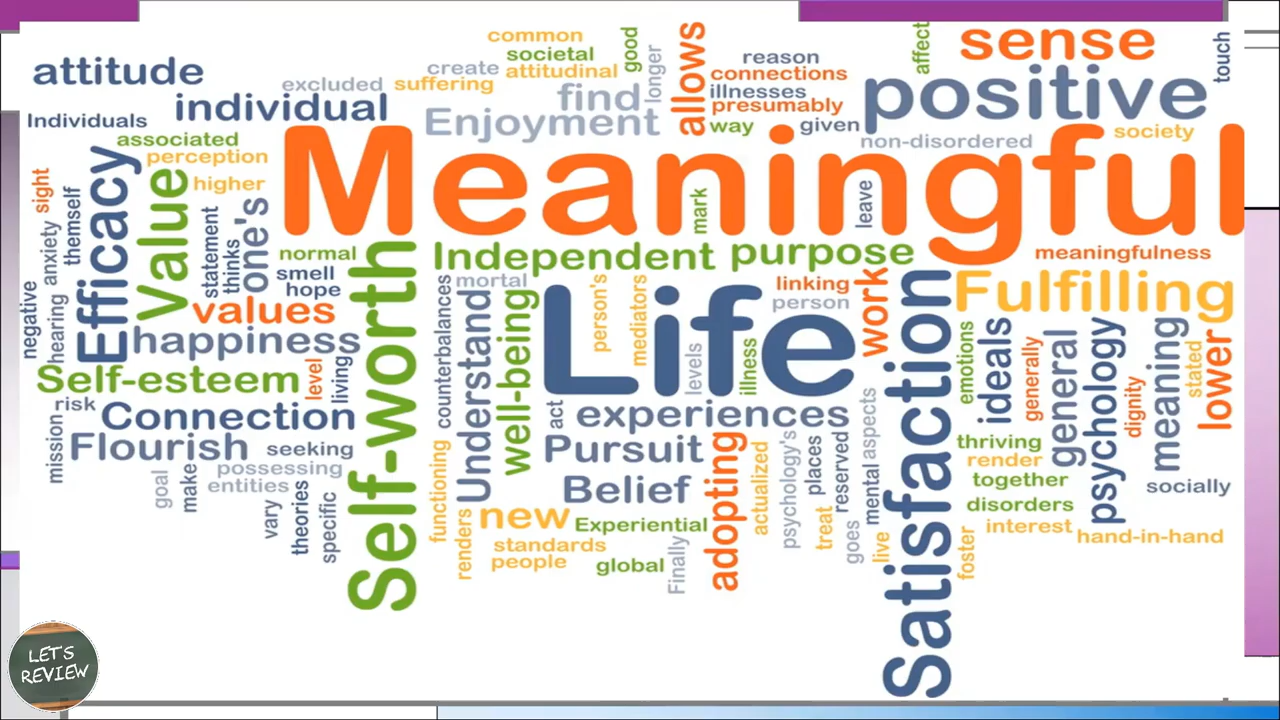 common
societal
good
longer
allows
reason
affect
sense
touch
attitude
create
attitudinal
connections
excluded
suffering
find
illnesses
positive
individual
presumably
Individuals
Enjoyment
way
given
non-disordered
society
associated
perception
Meaningful
sight
themself
Efficacy
Value
higher
statement
thinks
one's
mark
leave
normal
Independent
purpose
meaningfulness
anxiety
negative
hearing
smell
hope
values
happiness
Self-worth
mortal
counterbalances
Understand
well-being
Life
person's
mediators
levels
illness
linking
person
work
Satisfaction
Fulfilling
emotions
ideals
generally
general
psychology
dignity
meaning
stated
lower
Self-esteem
level
living
risk
Connection
act
experiences
aspects
mission
Flourish
seeking
Pursuit
thriving
render
possessing
entities
goal
make
vary
theories
specific
functioning
renders
Belief
adopting
actualized
psychology's
places
reserved
mental
together
socially
disorders
new
Experiential
treat
goes
live
foster
interest
hand-in-hand
standards
people
global
Finally
LET'S
REVIEW